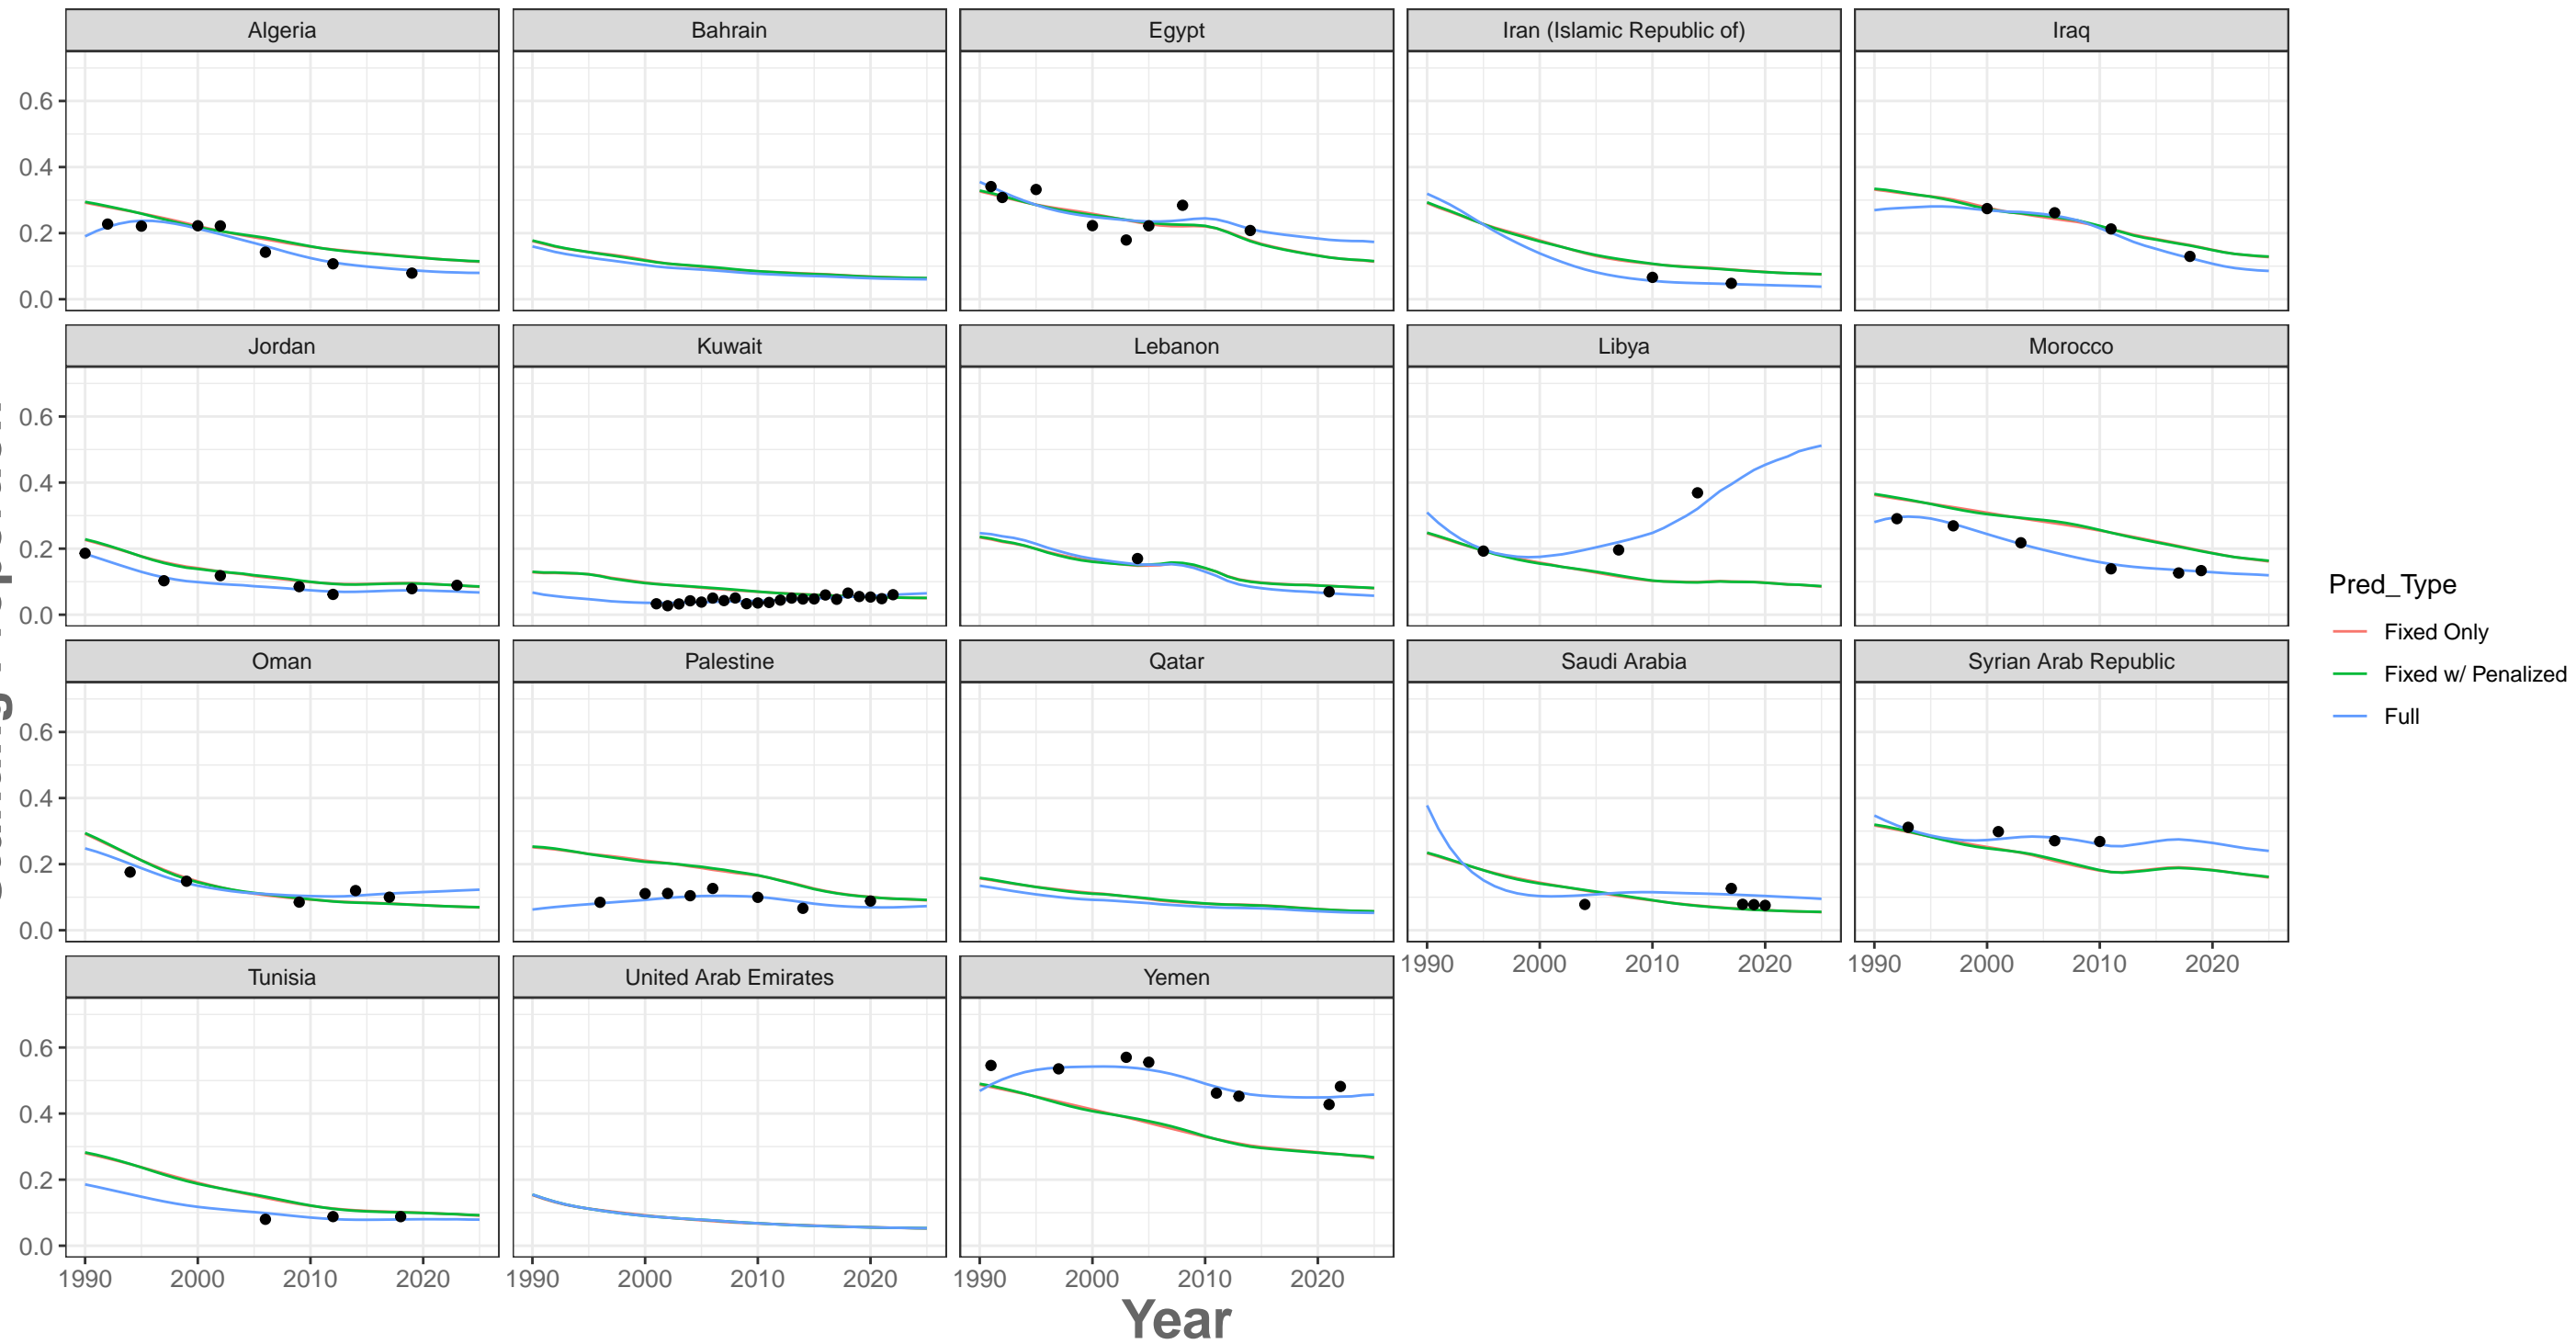 Algeria Bahrain Egypt Iran (Islamic Republic of) Iraq
0.6
0.4
0.2
0.0
Jordan Kuwait Lebanon Libya Morocco
0.6
0.4
0.2
0.0
Oman Palestine Qatar Saudi Arabia Syrian Arab Republic
0.6
0.4
0.2
0.0
1990 2000 2010 2020 1990 2000 2010 2020
Tunisia United Arab Emirates Yemen
0.6
0.4
0.2
0.0
1990 2000 2010 2020 1990 2000 2010 2020 1990 2000 2010 2020
Year
Pred_Type
Fixed Only
Fixed w/ Penalized
Full